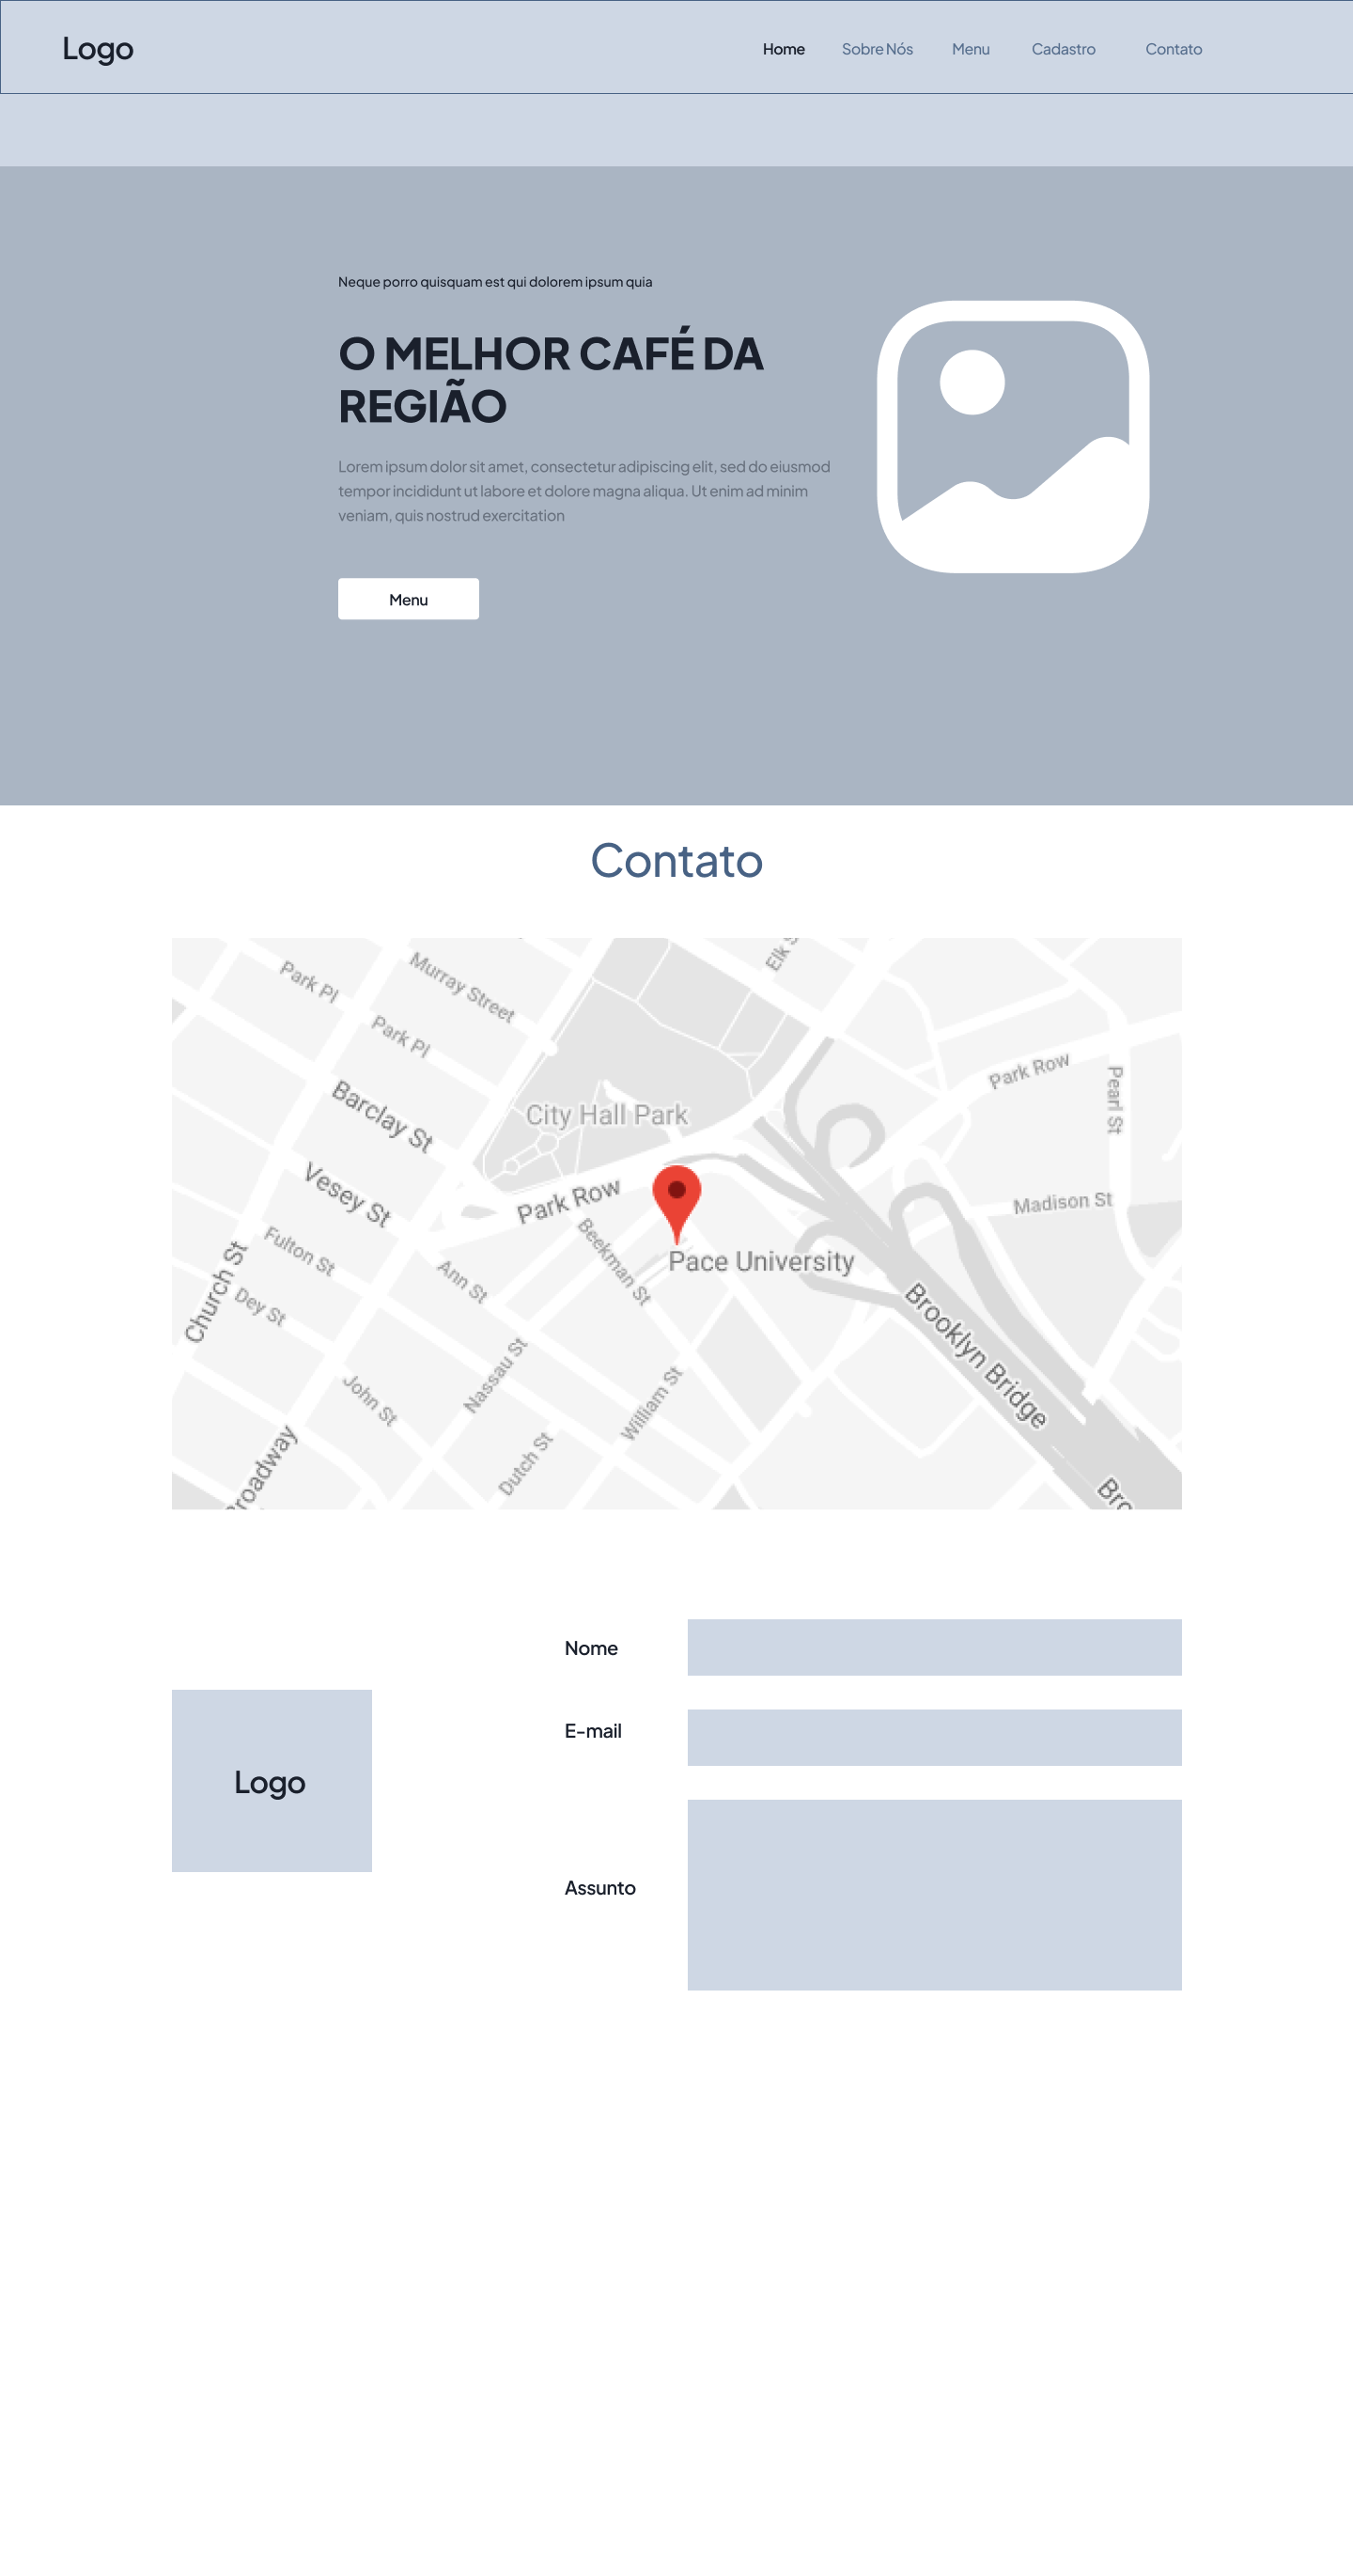 Logo
Home Sobre Nós Menu Cadastro Contato
Neque porro quisquam est qui dolorem ipsum quia
O MELHOR CAFÉ DA
REGIÃO
Lorem ipsum dolor sit amet, consectetur adipiscing elit, sed do eiusmod
tempor incididunt ut labore et dolore magna aliqua. Ut enim ad minim
veniam, quis nostrud exercitation
Menu
Contato
Elk S
Park Pl
Murray Street
Park Pl
Park Row
Pearl St
Barclay St
City Hall Park
Vesey St
Park Row
Madison St
Beekman St
Pace University
Fulton St
Ann St
Church St
Dey St
Brooklyn Bridge
Nassau St
John St
William St
Dutch St
Broadway
Bro
Nome
E-mail
Logo
Assunto